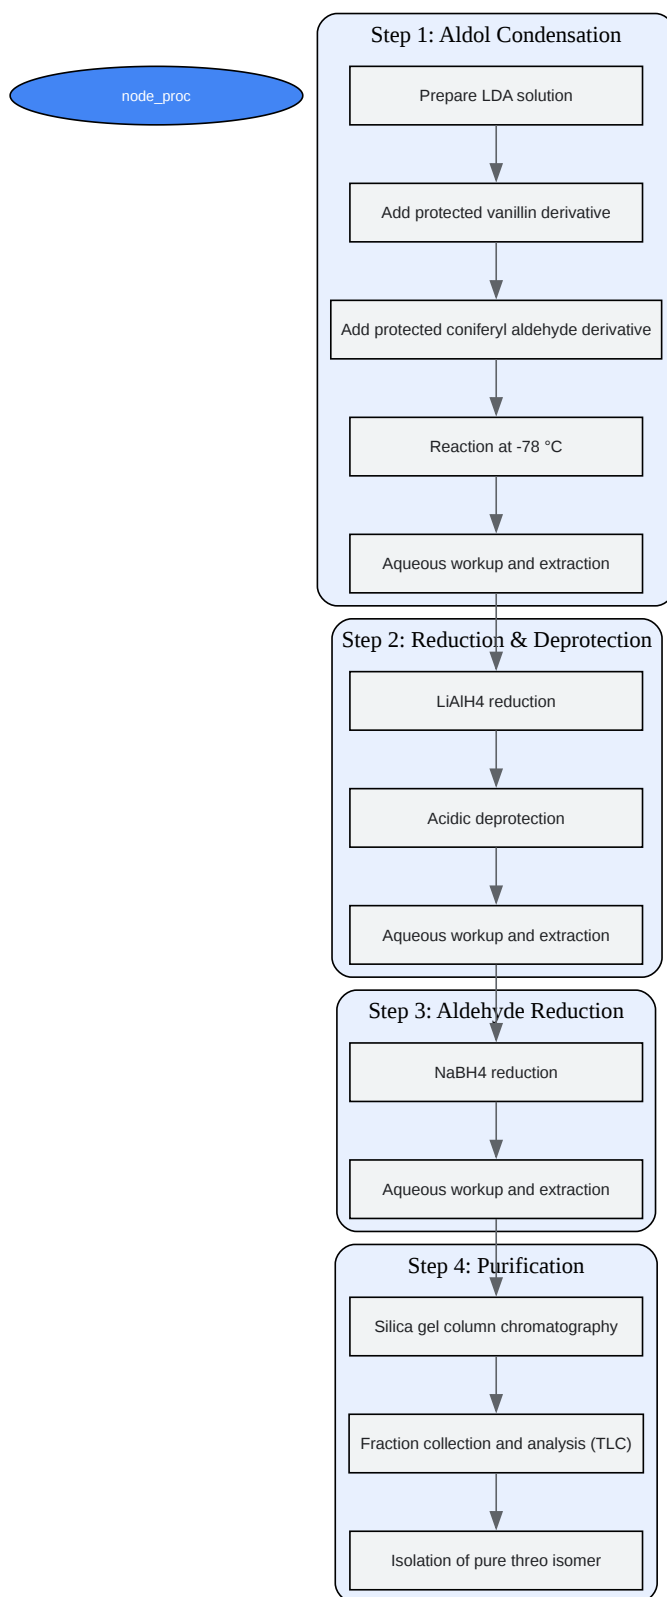 Step 1: Aldol Condensation
node_proc
Prepare LDA solution
Add protected vanillin derivative
Add protected coniferyl aldehyde derivative
Reaction at -78 °C
Aqueous workup and extraction
Step 2: Reduction & Deprotection
LiAlH4 reduction
Acidic deprotection
Aqueous workup and extraction
Step 3: Aldehyde Reduction
NaBH4 reduction
Aqueous workup and extraction
Step 4: Purification
Silica gel column chromatography
Fraction collection and analysis (TLC)
Isolation of pure threo isomer